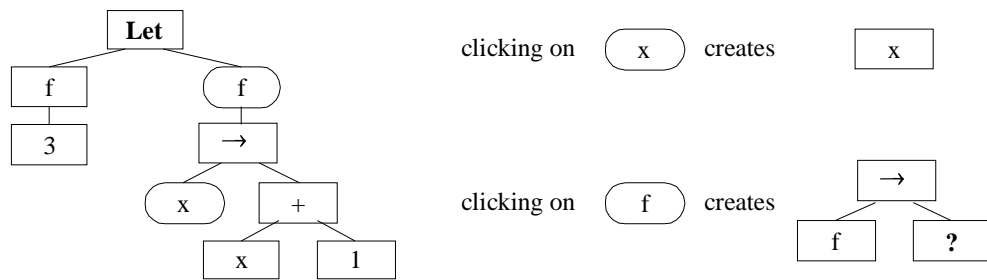 Let
f f
3 →
x +
x 1
clicking on x creates x
clicking on f creates →
f ?